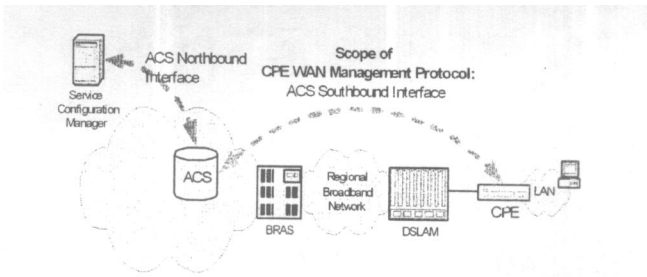 Scope of
CPE WAN Management Protocol:
ACS Southbound Interface
ACS Northbound
Interface
Service
Configuration
Manager
ACS
BRAS
Regional
Broadband
Network
DSLAM
CPE
LAN